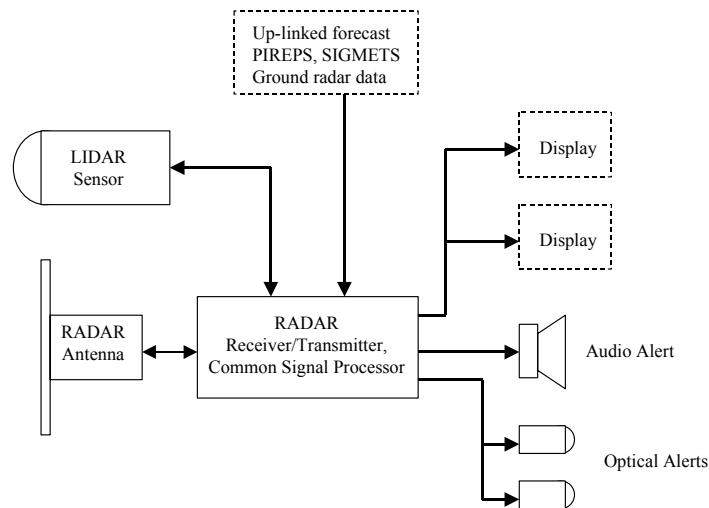 Up-linked forecast
PIREPS, SIGMETS
Ground radar data
LIDAR
Sensor
Display
Display
RADAR
Antenna
RADAR
Receiver/Transmitter,
Common Signal Processor
Audio Alert
Optical Alerts